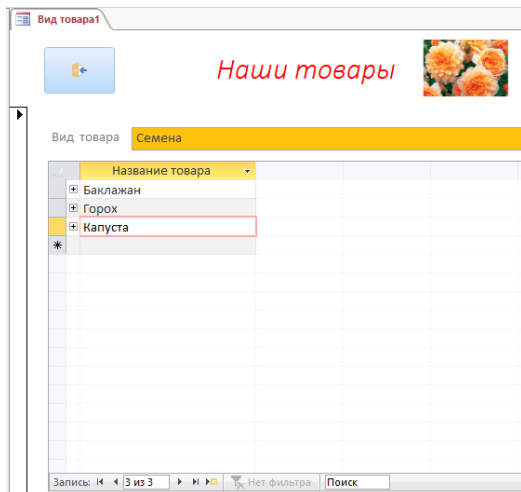 Вид товара1
Наши товары
Вид товара Семена
Название товара
Баклажан
Горох
Капуста
Запись: 3 из 3 Нет фильтра Поиск